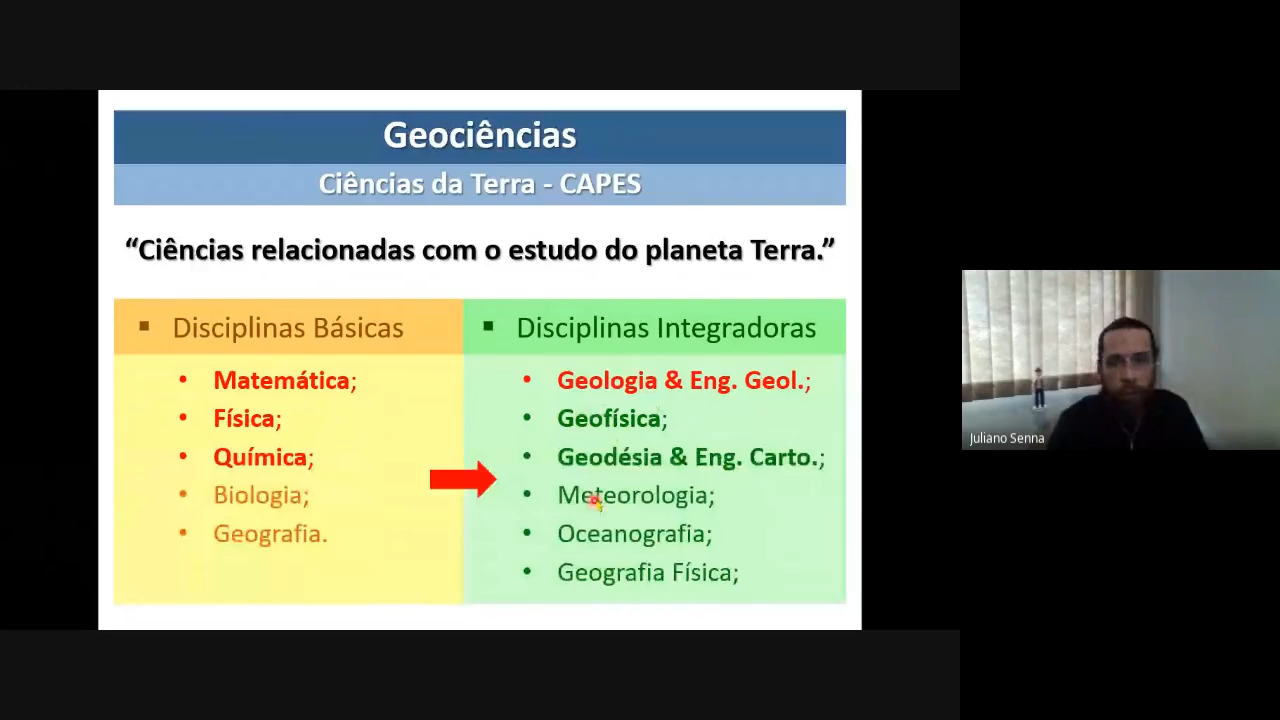 Geociências
Ciências da Terra - CAPES
“Ciências relacionadas com o estudo do planeta Terra.”
▪ Disciplinas Básicas
• Matemática;
• Física;
• Química;
• Biologia;
• Geografia.
▪ Disciplinas Integradoras
• Geologia & Eng. Geol.;
• Geofísica;
• Geodésia & Eng. Carto.;
• Meteorologia;
• Oceanografia;
• Geografia Física;
Juliano Senna